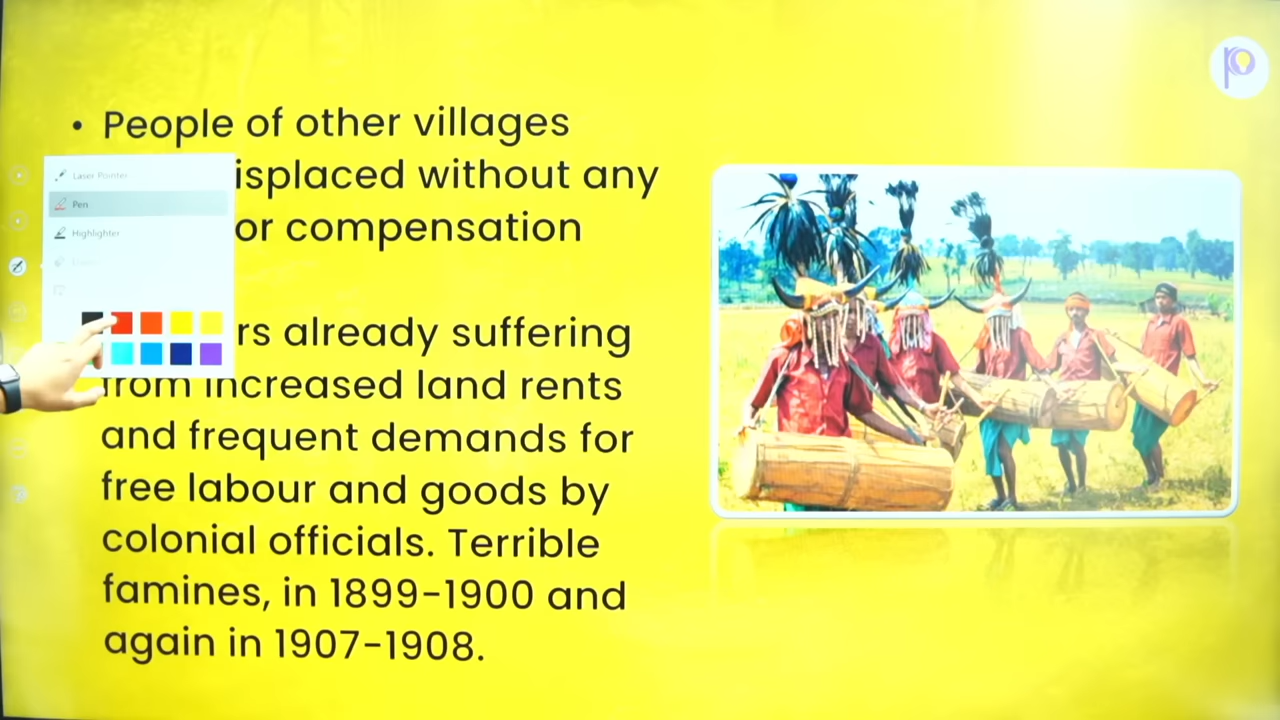 • People of other villages
isplaced without any
or compensation
rs already suffering
from increased land rents
and frequent demands for
free labour and goods by
colonial officials. Terrible
famines, in 1899-1900 and
again in 1907-1908.
Laser Pointer
Pen
Highlighter